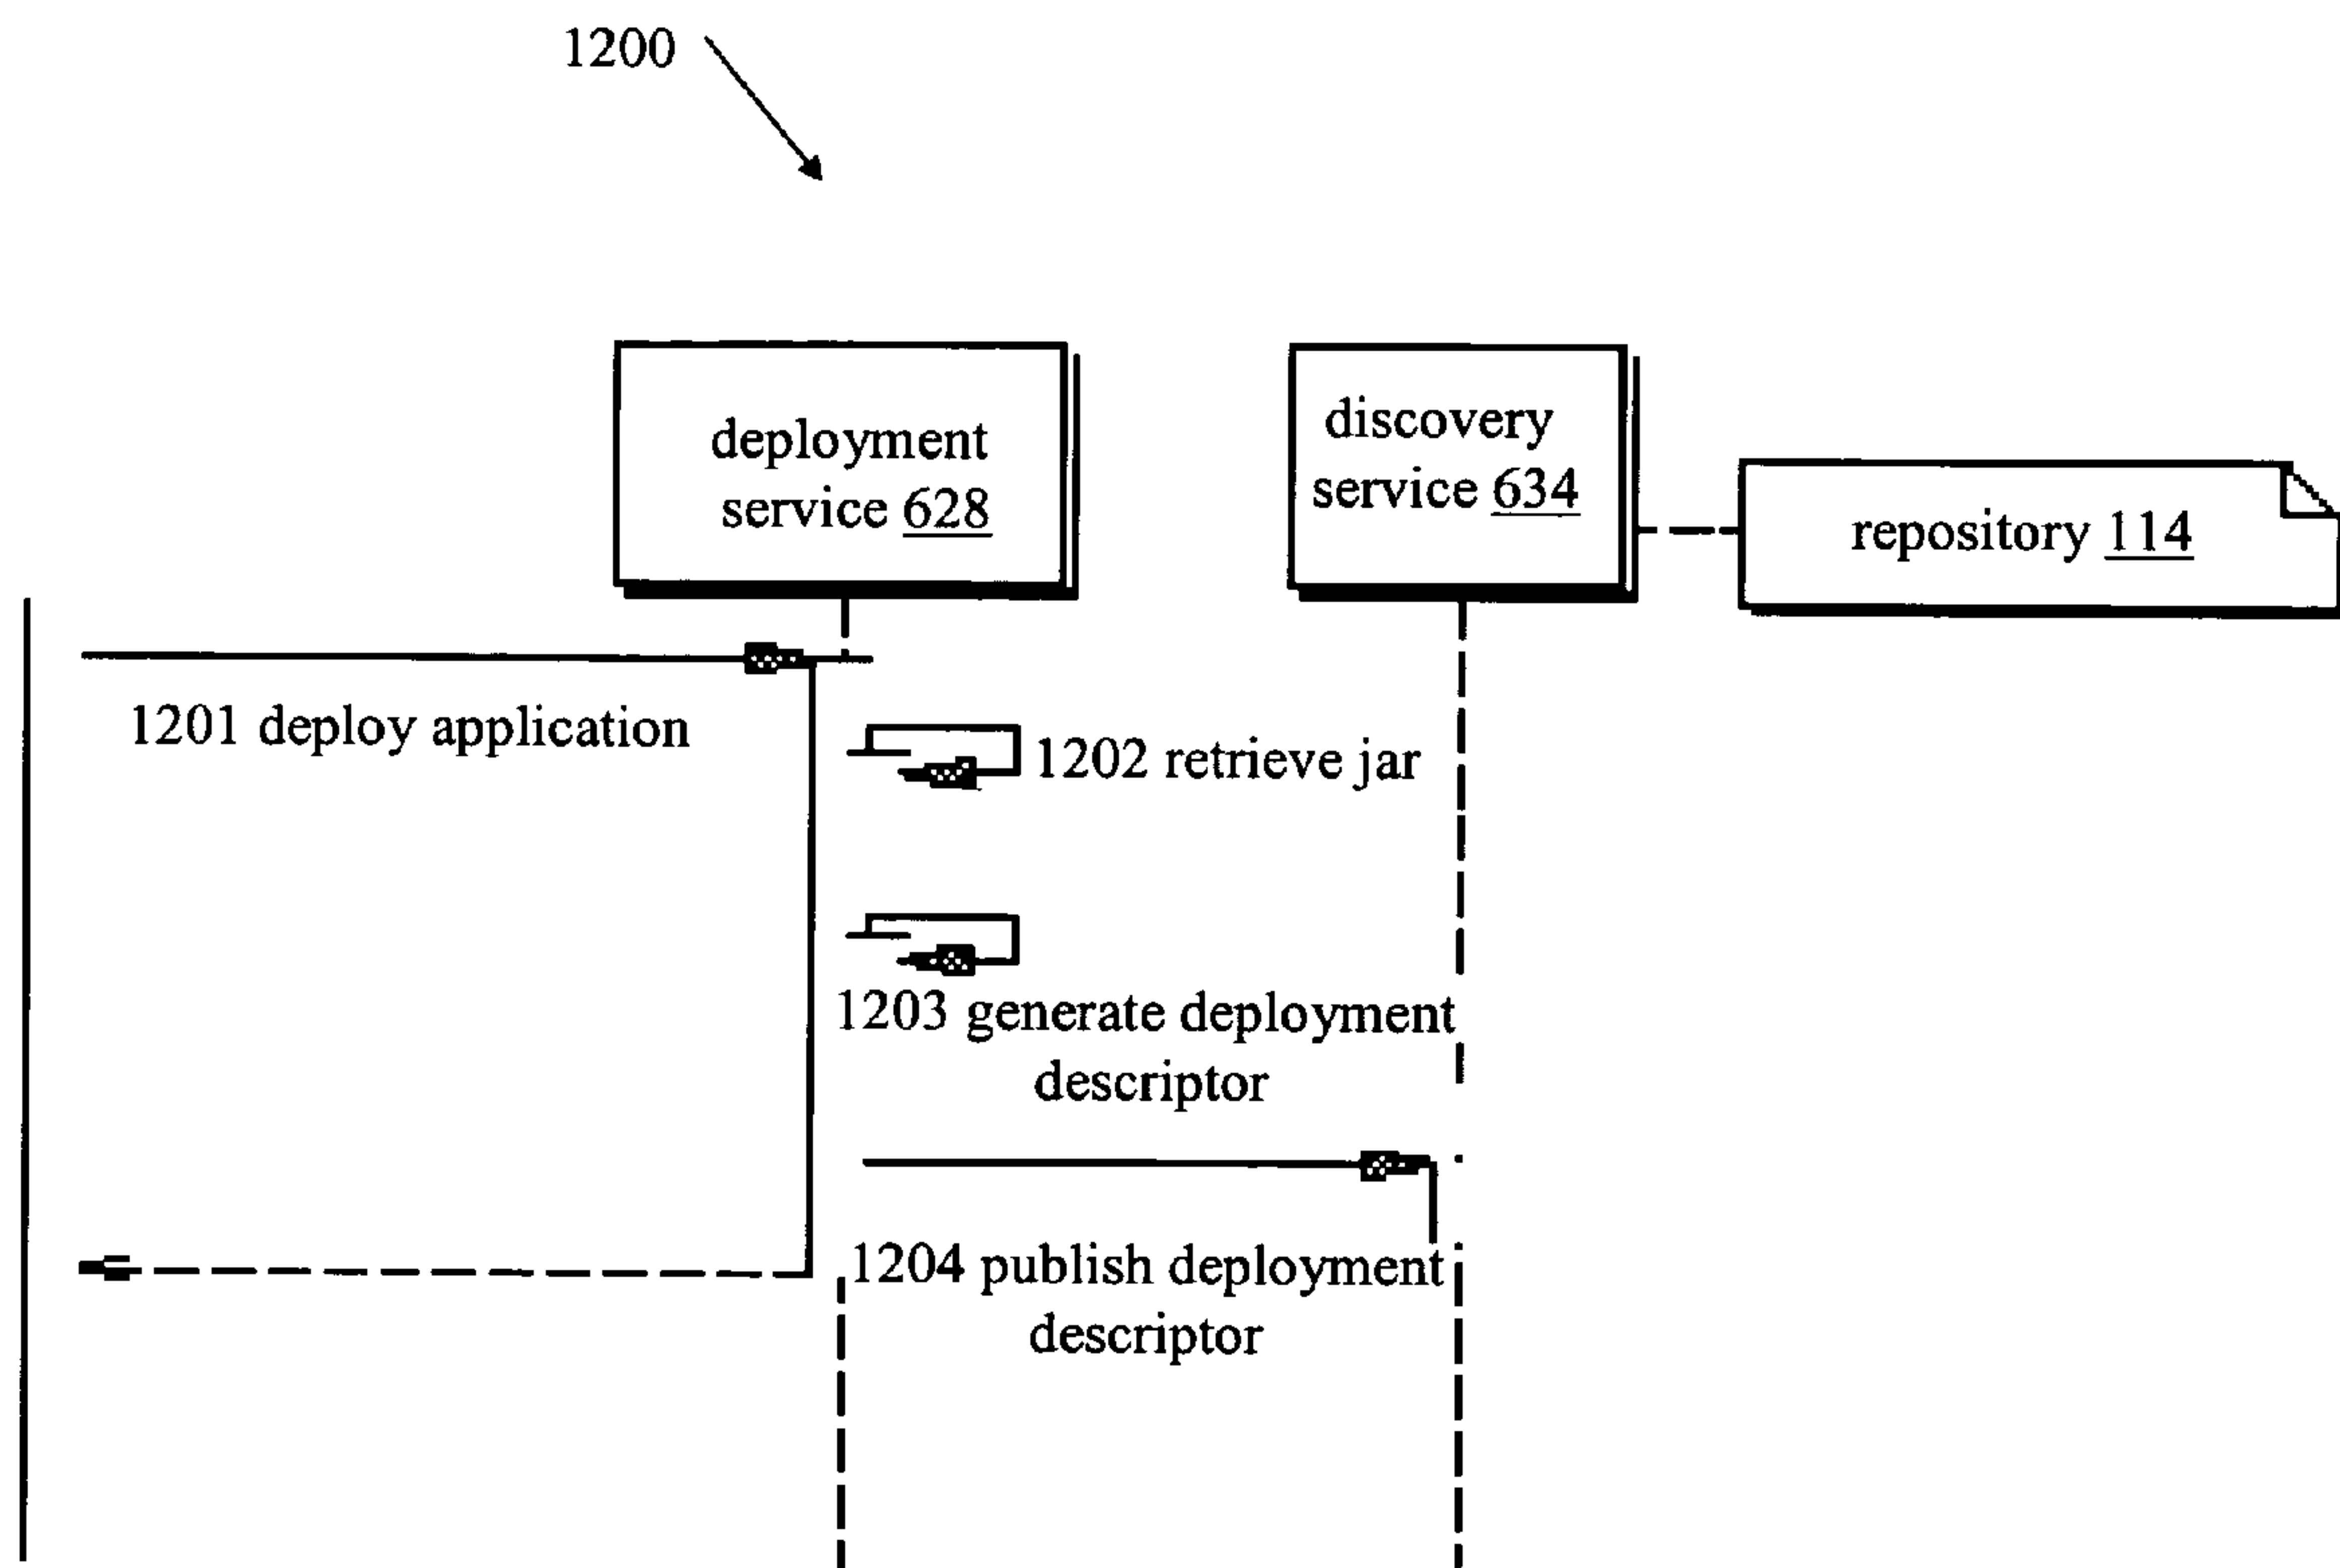 1200
deployment
service 628
discovery
service 634
repository 114
1201 deploy application
1202 retrieve jar
1203 generate deployment
descriptor
1204 publish deployment
descriptor